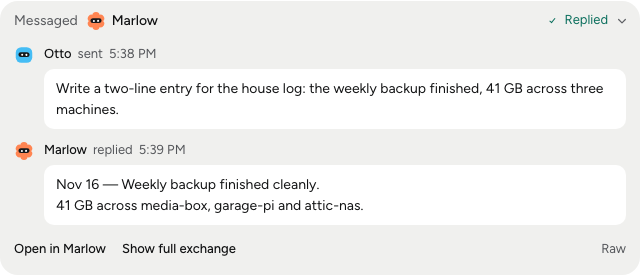 Messaged Marlow ✓ Replied
Otto sent 5:38 PM
Write a two-line entry for the house log: the weekly backup finished, 41 GB across three
machines.
Marlow replied 5:39 PM
Nov 16 — Weekly backup finished cleanly.
41 GB across media-box, garage-pi and attic-nas.
Open in Marlow Show full exchange Raw